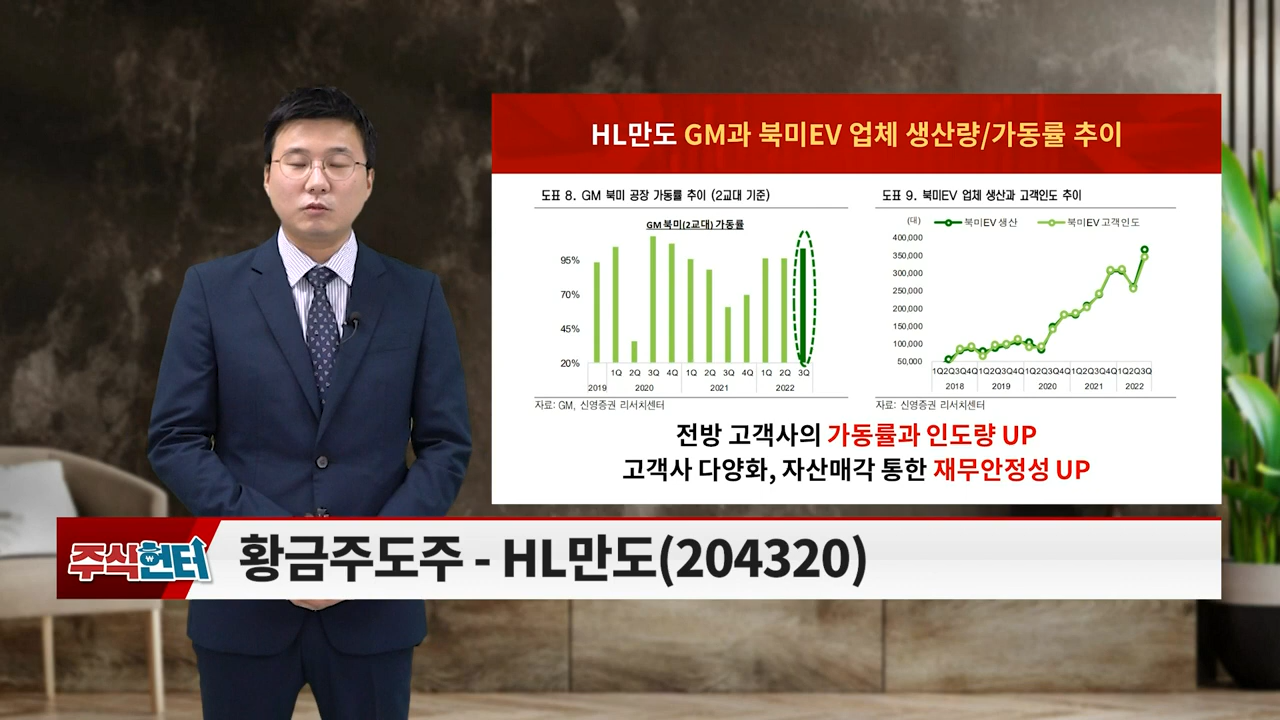 HL만도 GM과 북미EV 업체 생산량/가동률 추이
도표 8. GM 북미 공장 가동률 추이 (2교대 기준)
GM 북미(2교대) 가동률
95%
70%
45%
20%
1Q 2Q 3Q 4Q 1Q 2Q 3Q 4Q 1Q 2Q 3Q
2019 2020 2021 2022
자료: GM, 신영증권 리서치센터
도표 9. 북미EV 업체 생산과 고객인도 추이
(대)
북미EV 생산 북미EV 고객인도
400,000
350,000
300,000
250,000
200,000
150,000
100,000
50,000
1Q2Q3Q4Q 1Q2Q3Q4Q 1Q2Q3Q4Q 1Q2Q3Q4Q 1Q2Q3Q
2018 2019 2020 2021 2022
자료: 신영증권 리서치센터
전방 고객사의 가동률과 인도량 UP
고객사 다양화, 자산매각 통한 재무안정성 UP
주식헌터
황금주도주 - HL만도(204320)